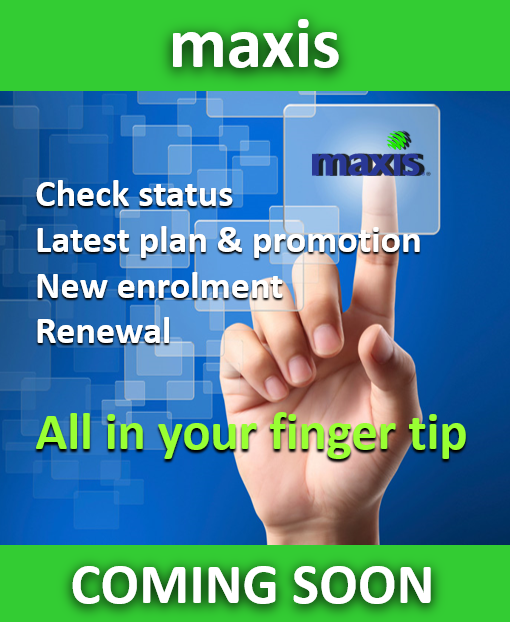 maxis
maxis
Check status
Latest plan & promotion
New enrolment
Renewal
All in your finger tip
COMING SOON